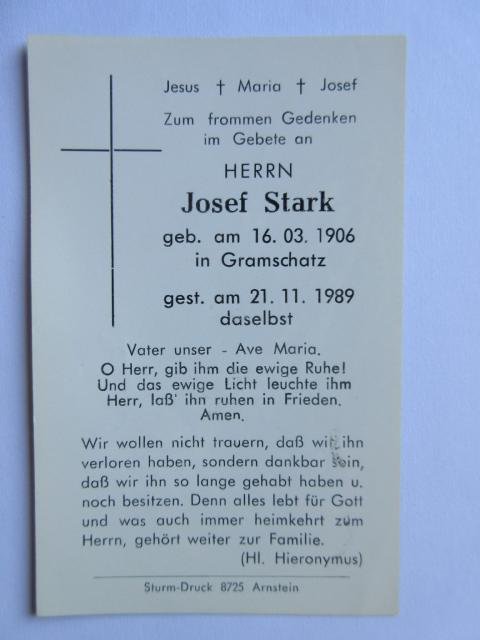 Jesus † Maria † Josef
Zum frommen Gedenken
im Gebete an
HERRN
Josef Stark
geb. am 16. 03. 1906
in Gramschatz
gest. am 21. 11. 1989
daselbst
Vater unser - Ave Maria.
O Herr, gib ihm die ewige Ruhe!
Und das ewige Licht leuchte ihm
Herr, laß' ihn ruhen in Frieden.
Amen.
Wir wollen nicht trauern, daß wir ihn
verloren haben, sondern dankbar sein,
daß wir ihn so lange gehabt haben u.
noch besitzen. Denn alles lebt für Gott
und was auch immer heimkehrt zum
Herrn, gehört weiter zur Familie.
(Hl. Hieronymus)
Sturm-Druck 8725 Arnstein